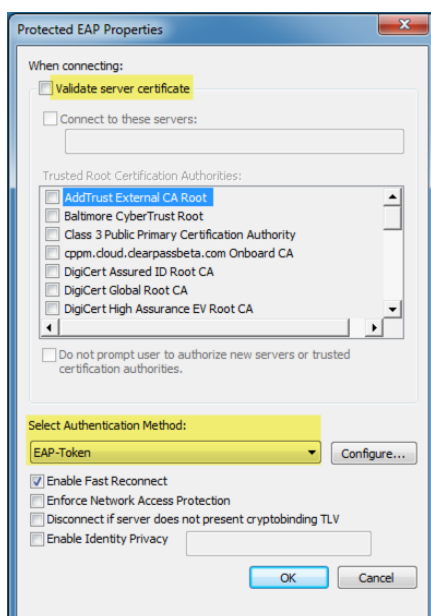 Protected EAP Properties
When connecting:
Validate server certificate
Connect to these servers:
Trusted Root Certification Authorities:
AddTrust External CA Root
Baltimore CyberTrust Root
Class 3 Public Primary Certification Authority
cppm.cloud.clearpassbeta.com Onboard CA
DigiCert Assured ID Root CA
DigiCert Global Root CA
DigiCert High Assurance EV Root CA
Do not prompt user to authorize new servers or trusted
certification authorities.
Select Authentication Method:
EAP-Token
Configure...
Enable Fast Reconnect
Enforce Network Access Protection
Disconnect if server does not present cryptobinding TLV
Enable Identity Privacy
OK Cancel